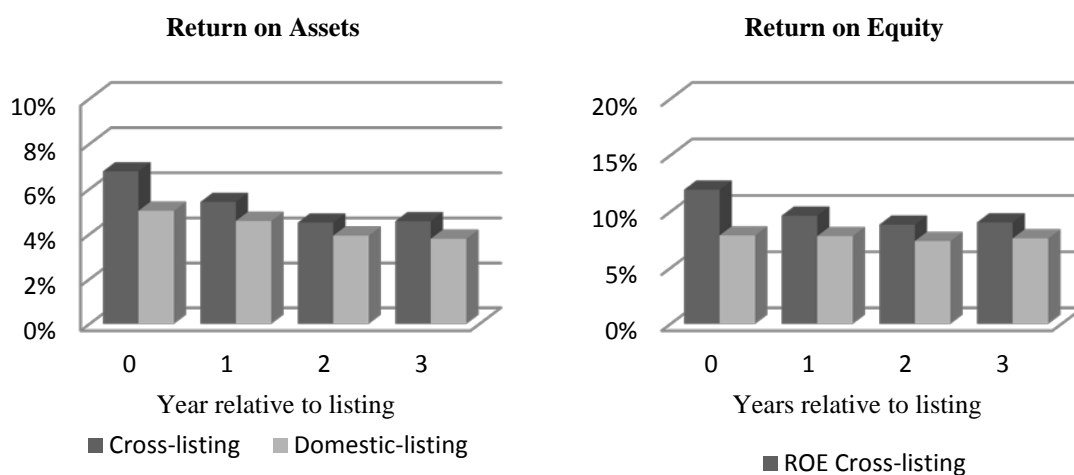 Return on Assets
10%
8%
6%
4%
2%
0%
0 1 2 3
Year relative to listing
Cross-listing Domestic-listing
Return on Equity
20%
15%
10%
5%
0%
0 1 2 3
Years relative to listing
ROE Cross-listing